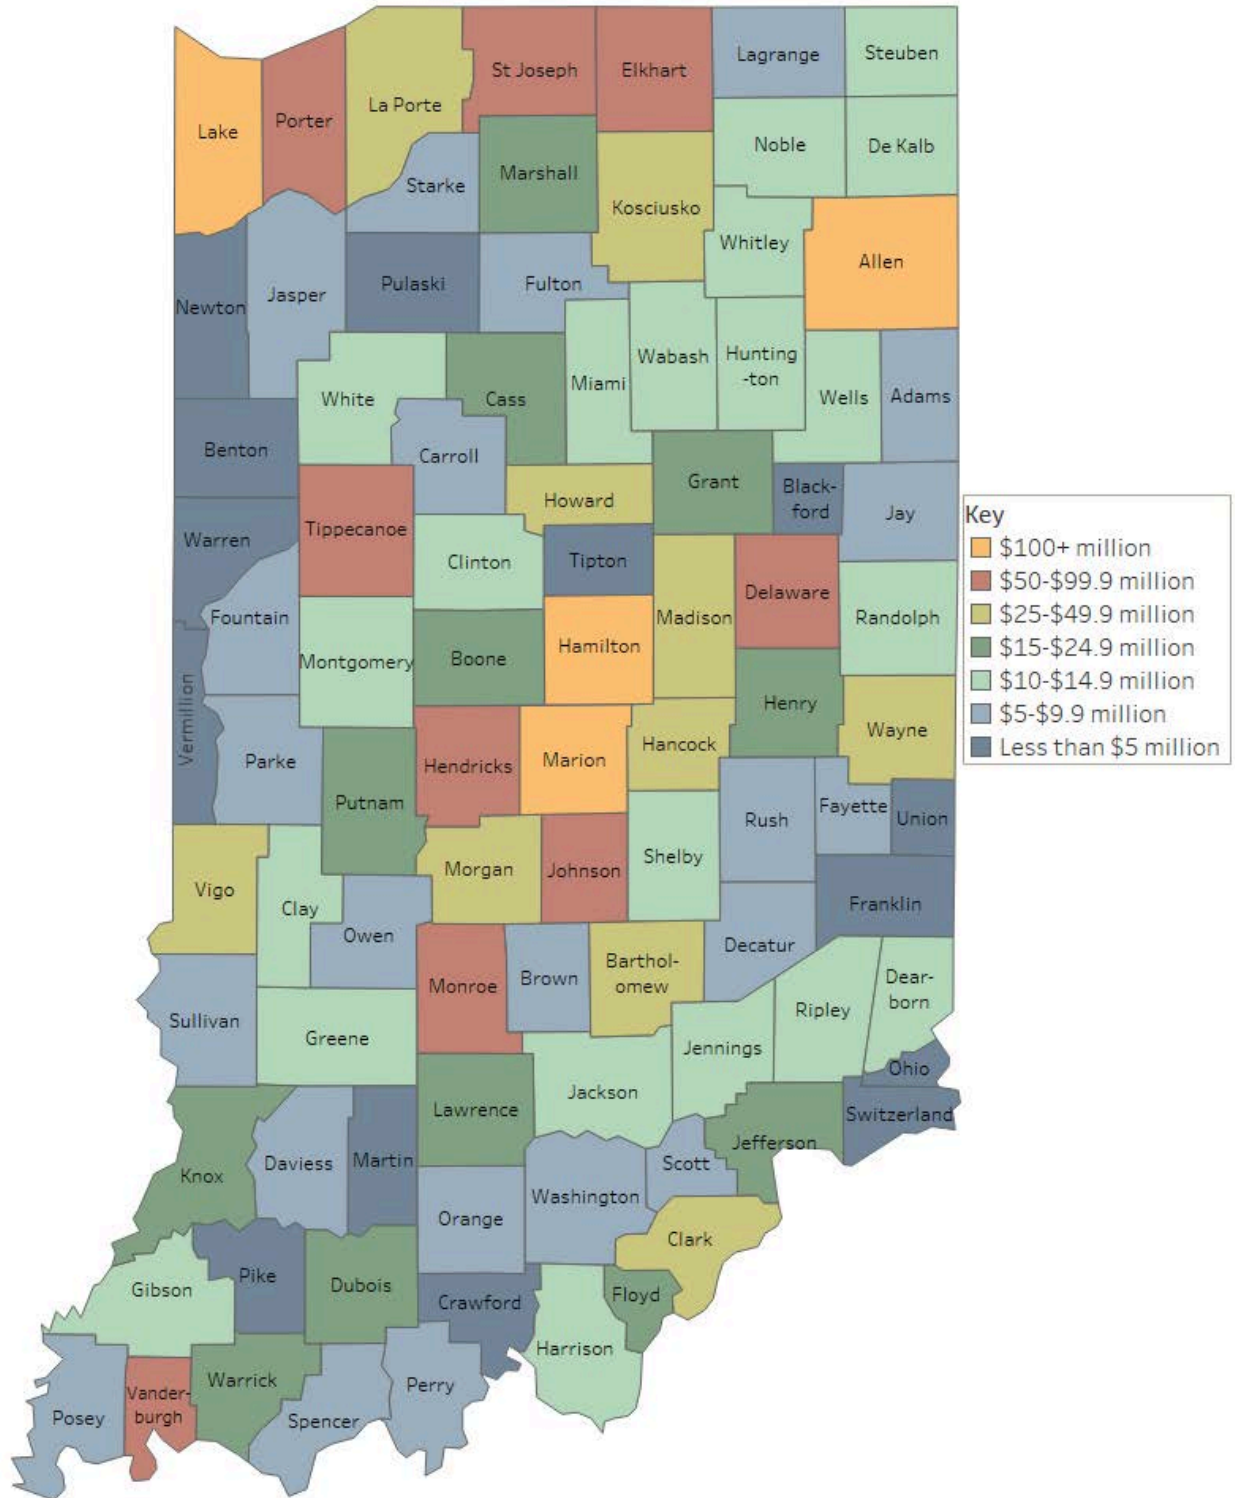 St Joseph
Elkhart
Lagrange
Steuben
La Porte
Porter
Lake
Noble
De Kalb
Marshall
Starke
Kosciusko
Whitley
Allen
Pulaski
Fulton
Jasper
Newton
Wabash
Hunting
-ton
Miami
Wells
Adams
White
Cass
Benton
Carroll
Grant
Howard
Black-
ford
Jay
Tippecanoe
Warren
Clinton
Tipton
Delaware
Fountain
Madison
Randolph
Hamilton
Boone
Montgomery
Henry
Vermillion
Parke
Hendricks
Marion
Hancock
Wayne
Putnam
Rush
Fayette
Union
Shelby
Morgan
Johnson
Vigo
Clay
Franklin
Owen
Decatur
Barthol-
omew
Monroe
Brown
Dear-
born
Ripley
Sullivan
Greene
Jennings
Ohio
Jackson
Lawrence
Switzerland
Jefferson
Daviess
Martin
Scott
Knox
Washington
Orange
Clark
Pike
Dubois
Gibson
Crawford
Floyd
Harrison
Warrick
Perry
Vander-
burgh
Posey
Spencer
Key
$100+ million
$50-$99.9 million
$25-$49.9 million
$15-$24.9 million
$10-$14.9 million
$5-$9.9 million
Less than $5 million